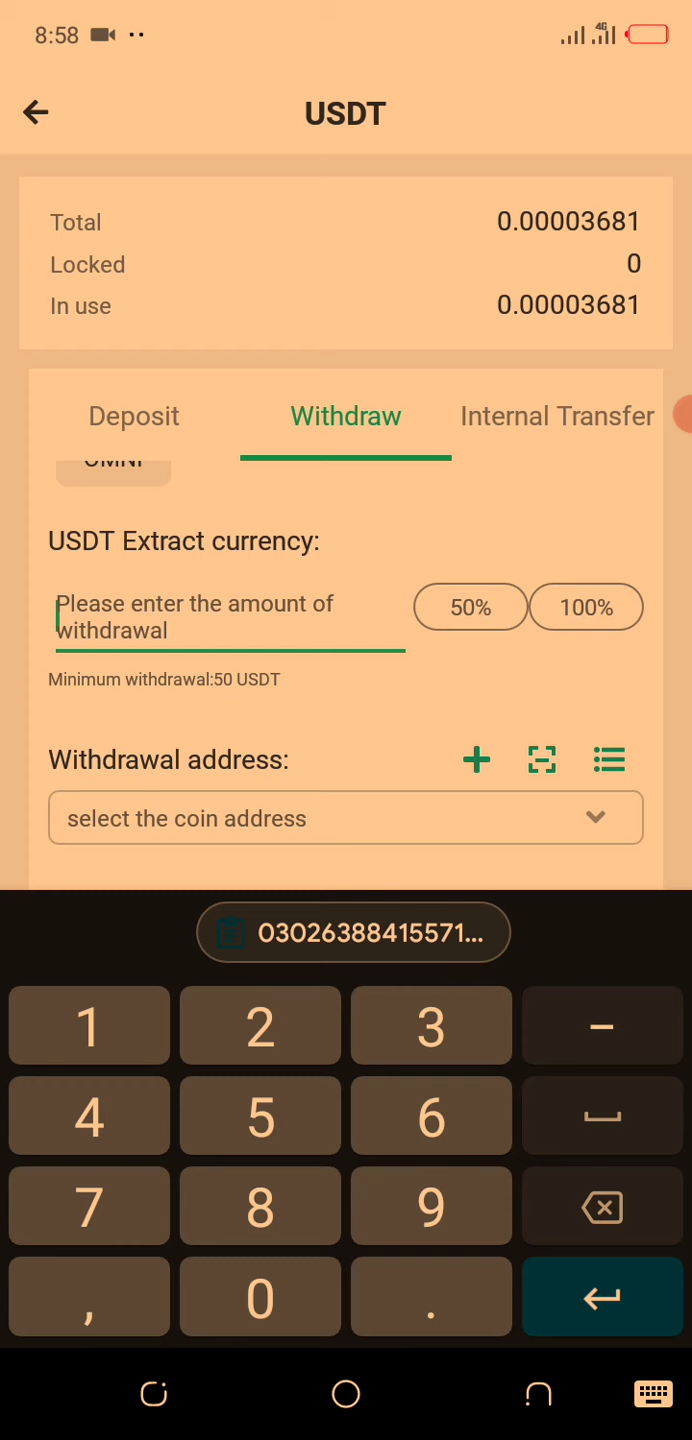 8:58
4G
USDT
Total 0.00003681
Locked 0
In use 0.00003681
Deposit Withdraw Internal Transfer
OMNI
USDT Extract currency:
Please enter the amount of
withdrawal
50% 100%
Minimum withdrawal:50 USDT
Withdrawal address:
select the coin address
03026388415571...
1 2 3 -
4 5 6
7 8 9
, 0 .